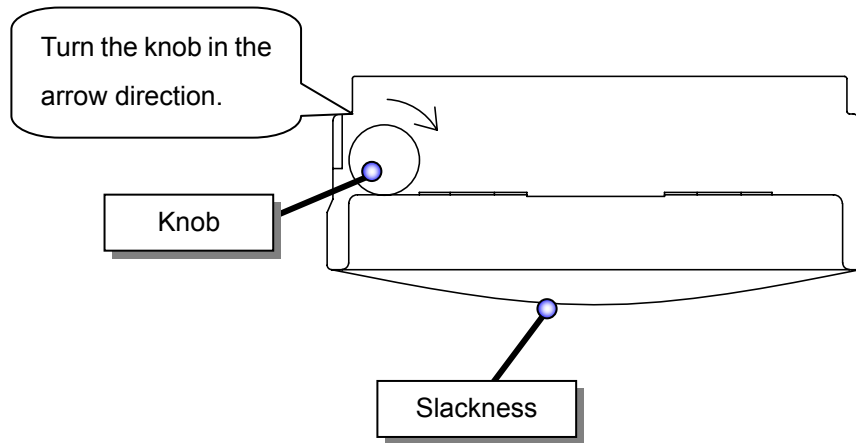 Turn the knob in the
arrow direction.
Knob
Slackness